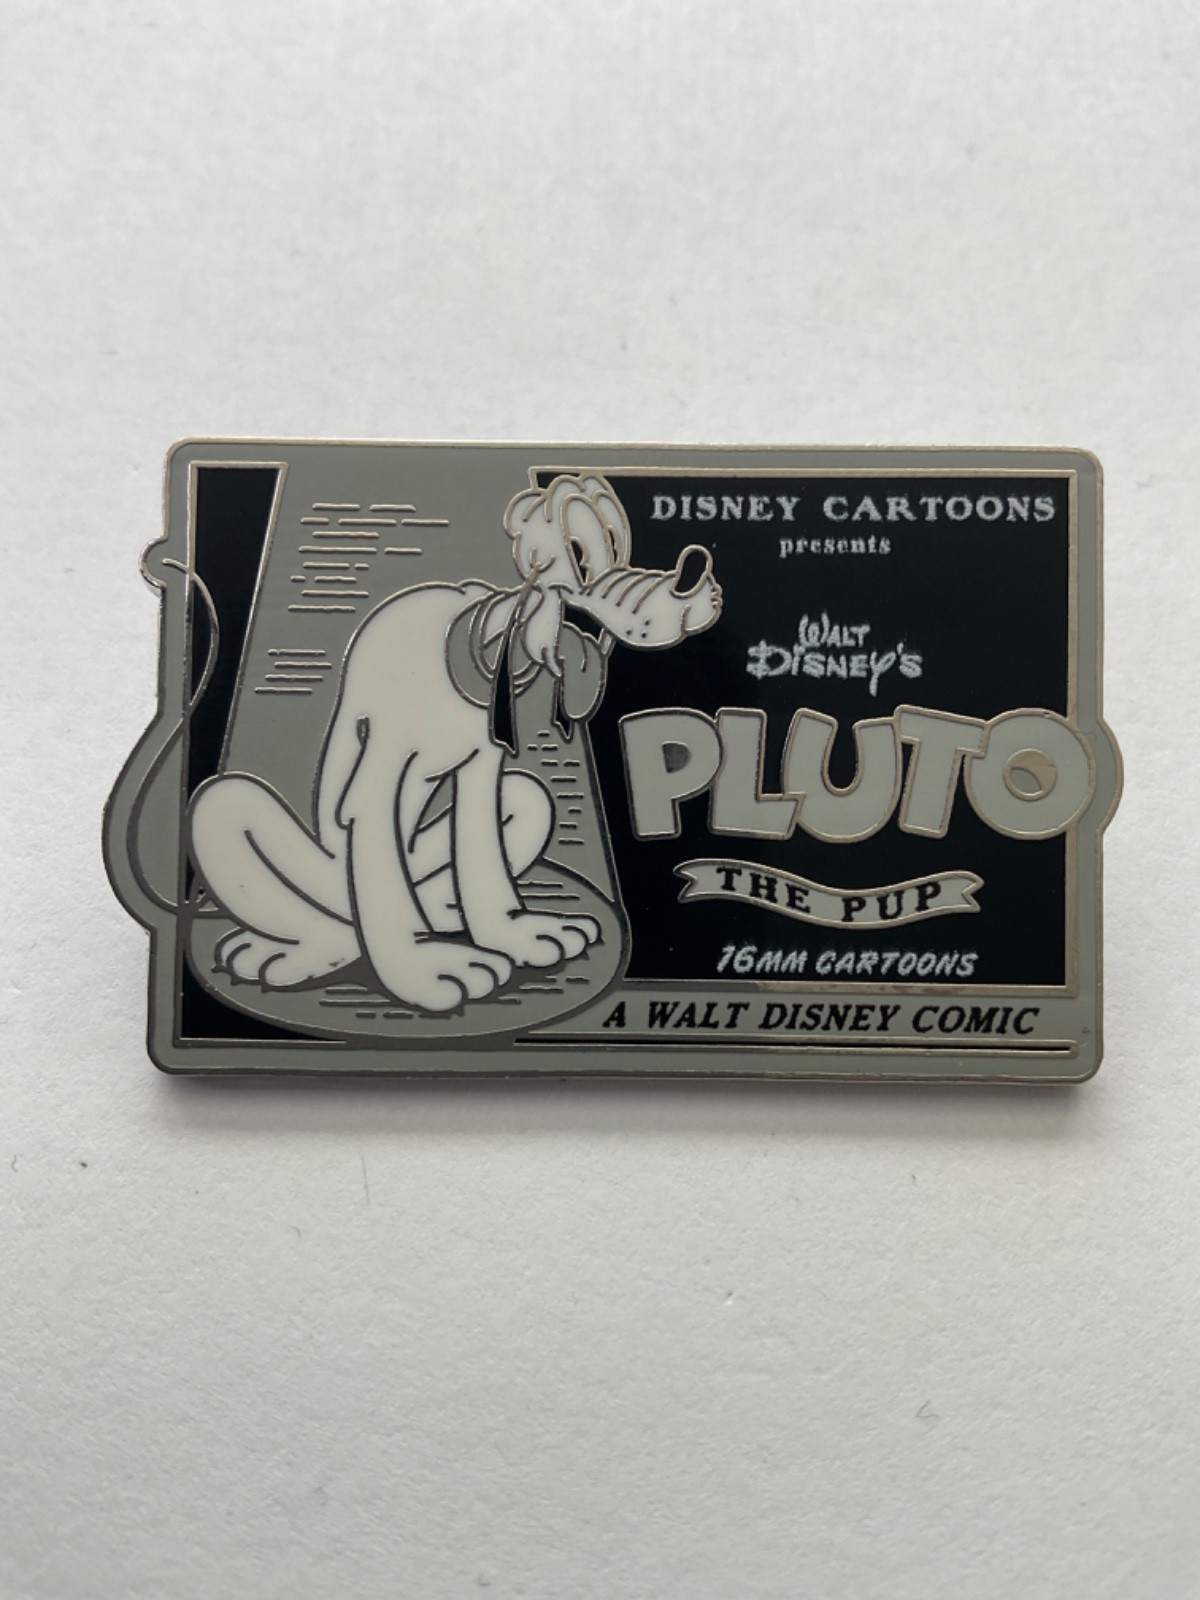 DISNEY CARTOONS
presents
WALT
DISNEY'S
PLUTO
THE PUP
16MM CARTOONS
A WALT DISNEY COMIC